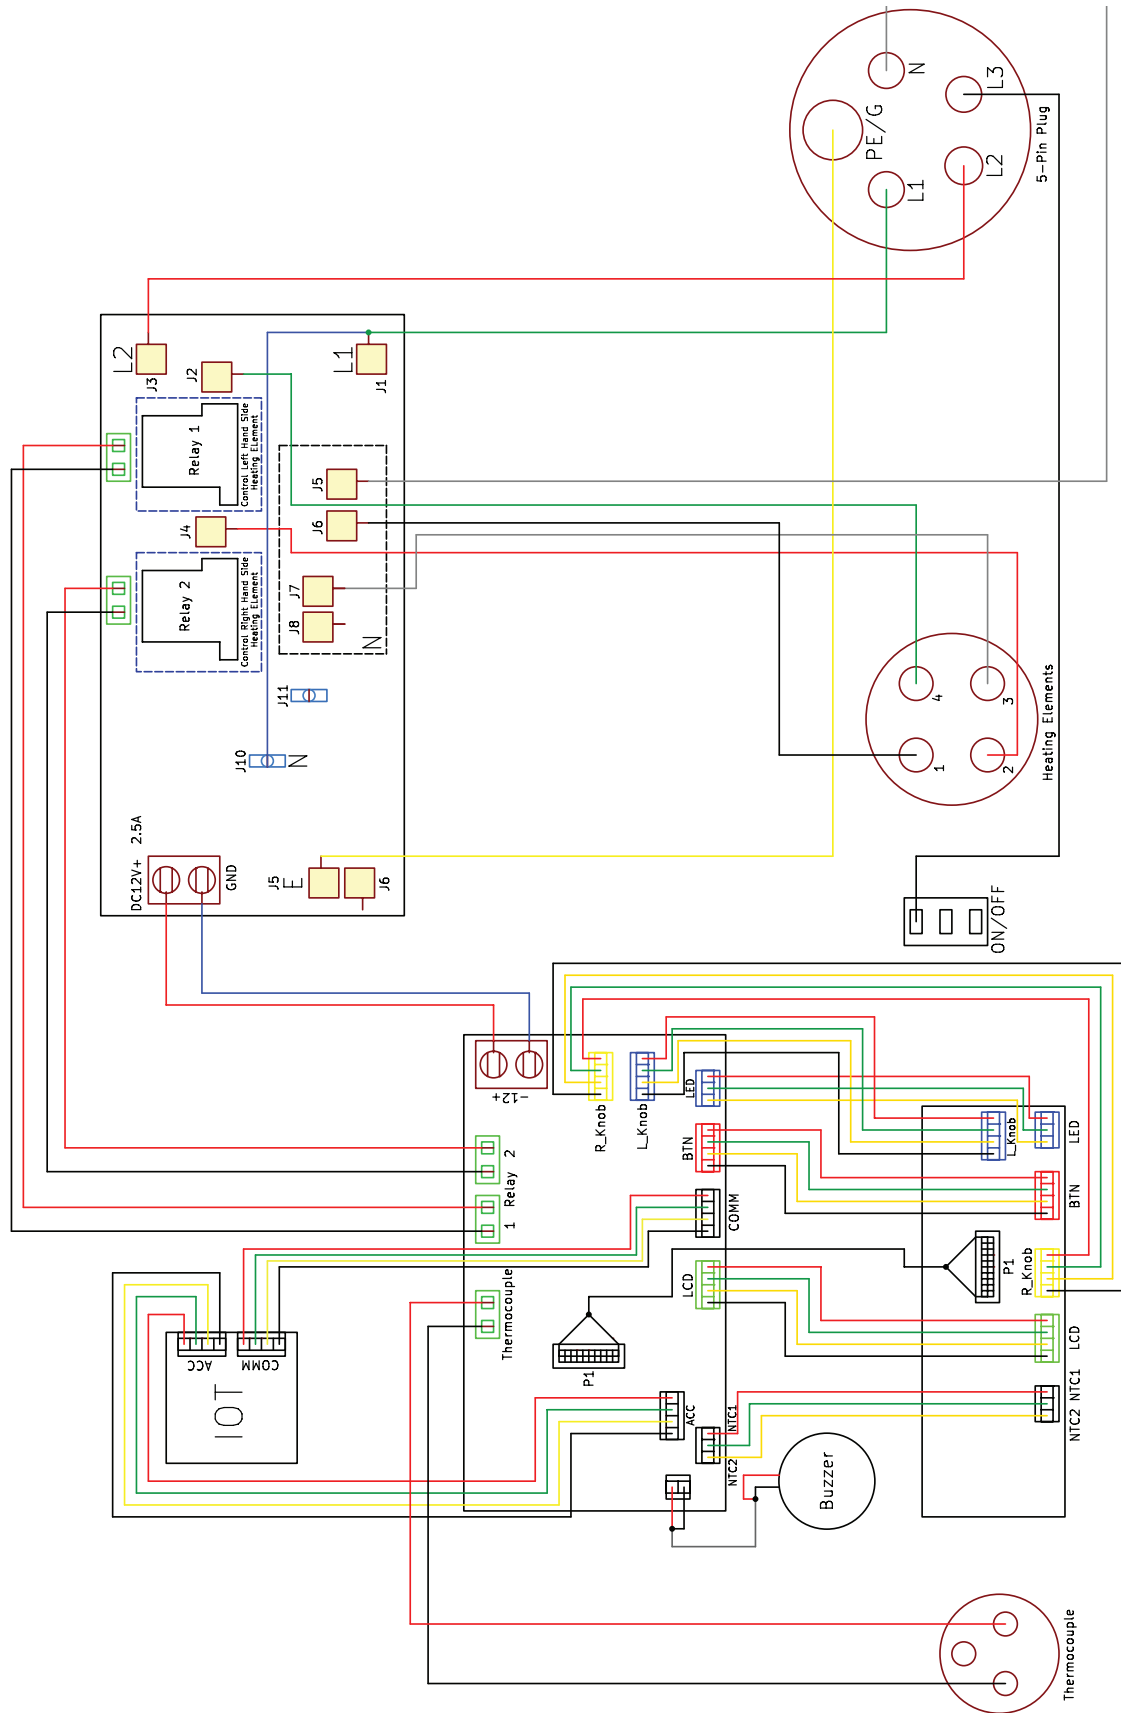 N
L3
PE/G
L2
L1
5-Pin Plug
L2
J3
J2
L1
J1
Relay 1
Control Left Hand Side
Heating ELement
J5
J6
J4
Relay 2
Control Right Hand Side
Heating ELement
J7
J8
N
J11
J10
N
4
3
1
2
Heating Elements
DC12V+ 2.5A
GND
J5
E
J6
ON/OFF
-12+
R_Knob
L_Knob
LED
BTN
COMM
LCD
Relay
2
1
Thermocouple
P1
ACC
NTC1
NTC2
ACC
COMM
IOT
Buzzer
L_Knob
LED
BTN
P1
R_Knob
LCD
NTC2 NTC1
Thermocouple